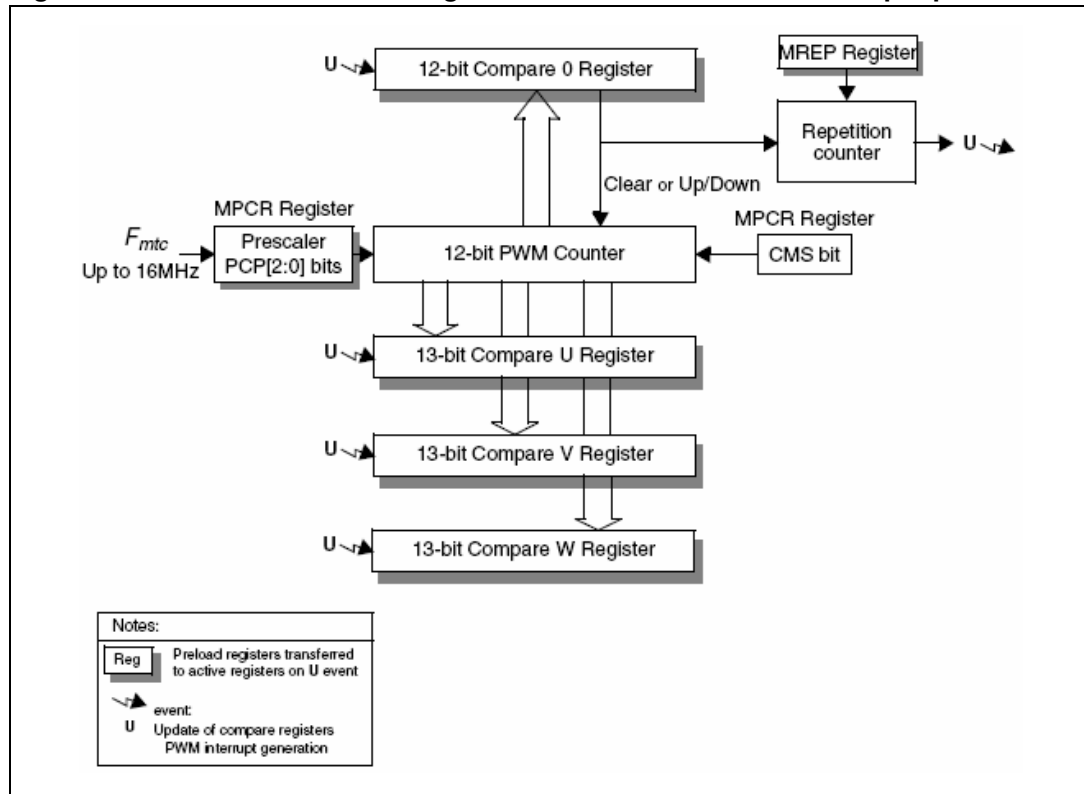 U
12-bit Compare 0 Register
MREP Register
Repetition
counter
U
Clear or Up/Down
MPCR Register
Fmtc
Up to 16MHz
Prescaler
PCP[2:0] bits
12-bit PWM Counter
MPCR Register
CMS bit
U
13-bit Compare U Register
U
13-bit Compare V Register
U
13-bit Compare W Register
Notes:
Reg
Preload registers transferred
to active registers on U event
event:
U Update of compare registers
PWM interrupt generation